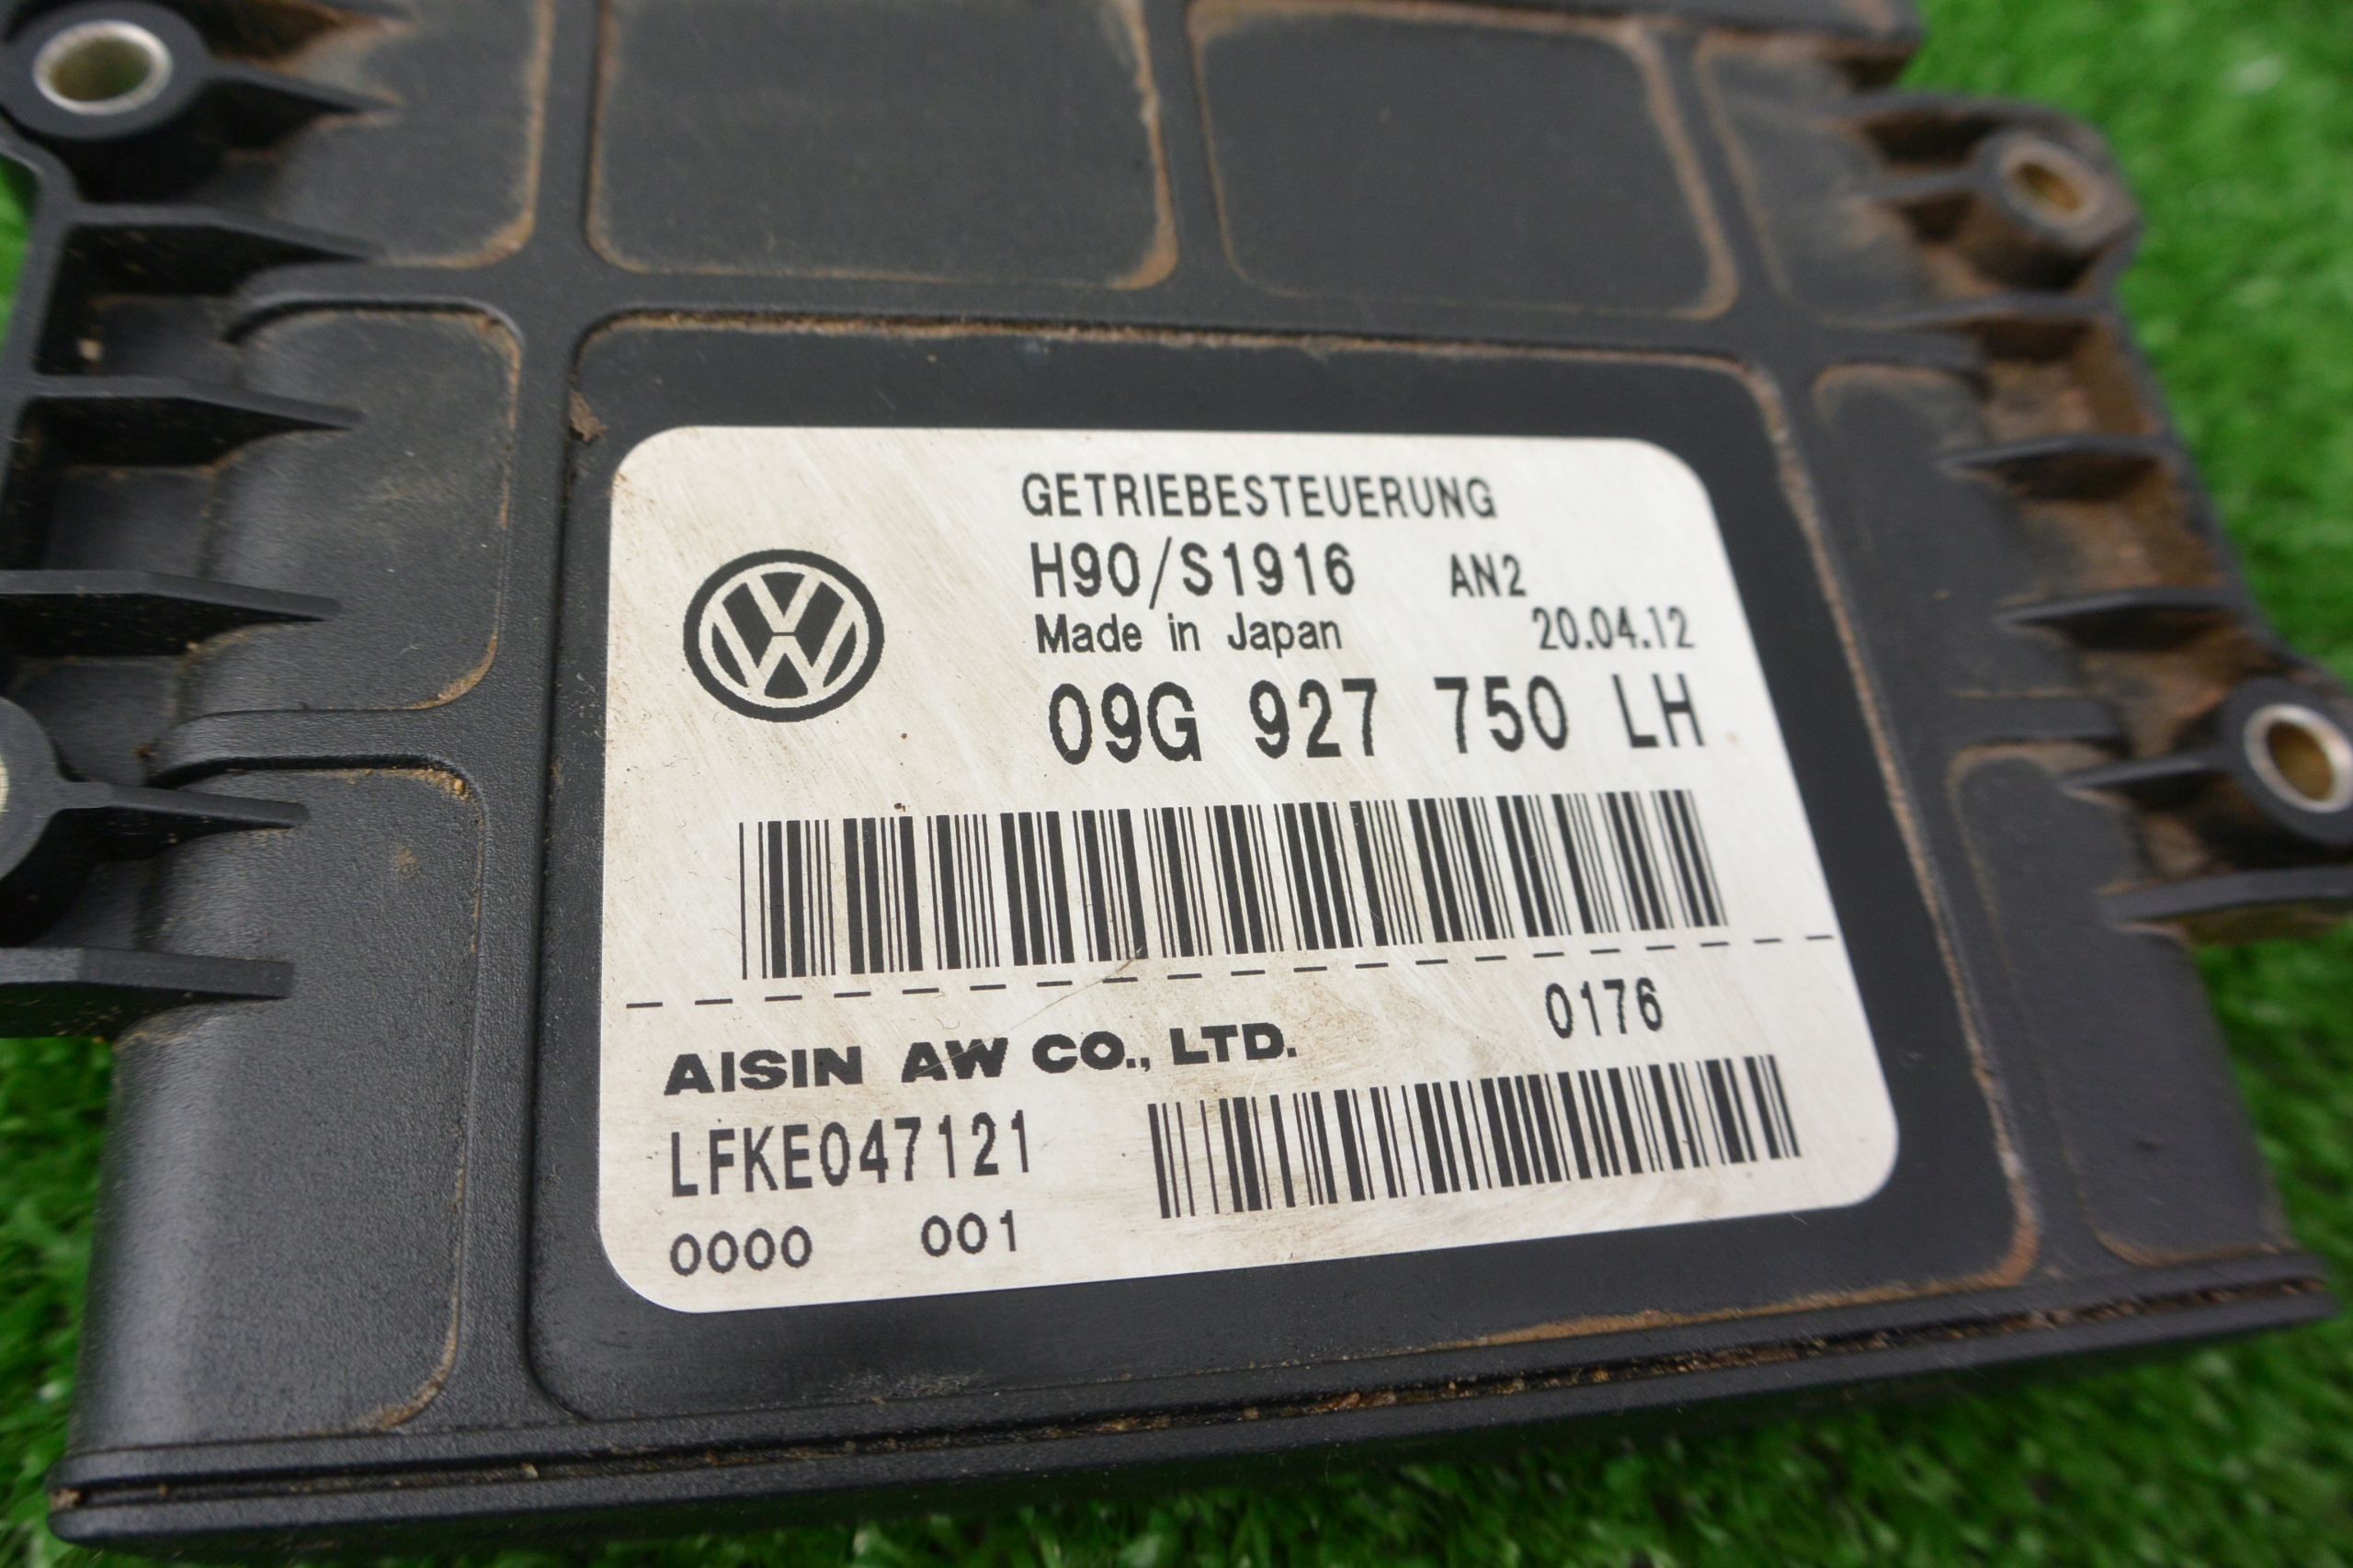 GETRIEBESTEUERUNG
H90/S1916 AN2
Made in Japan 20.04.12
09G 927 750 LH
0176
AISIN AW CO., LTD.
LFKE047121
0000 001